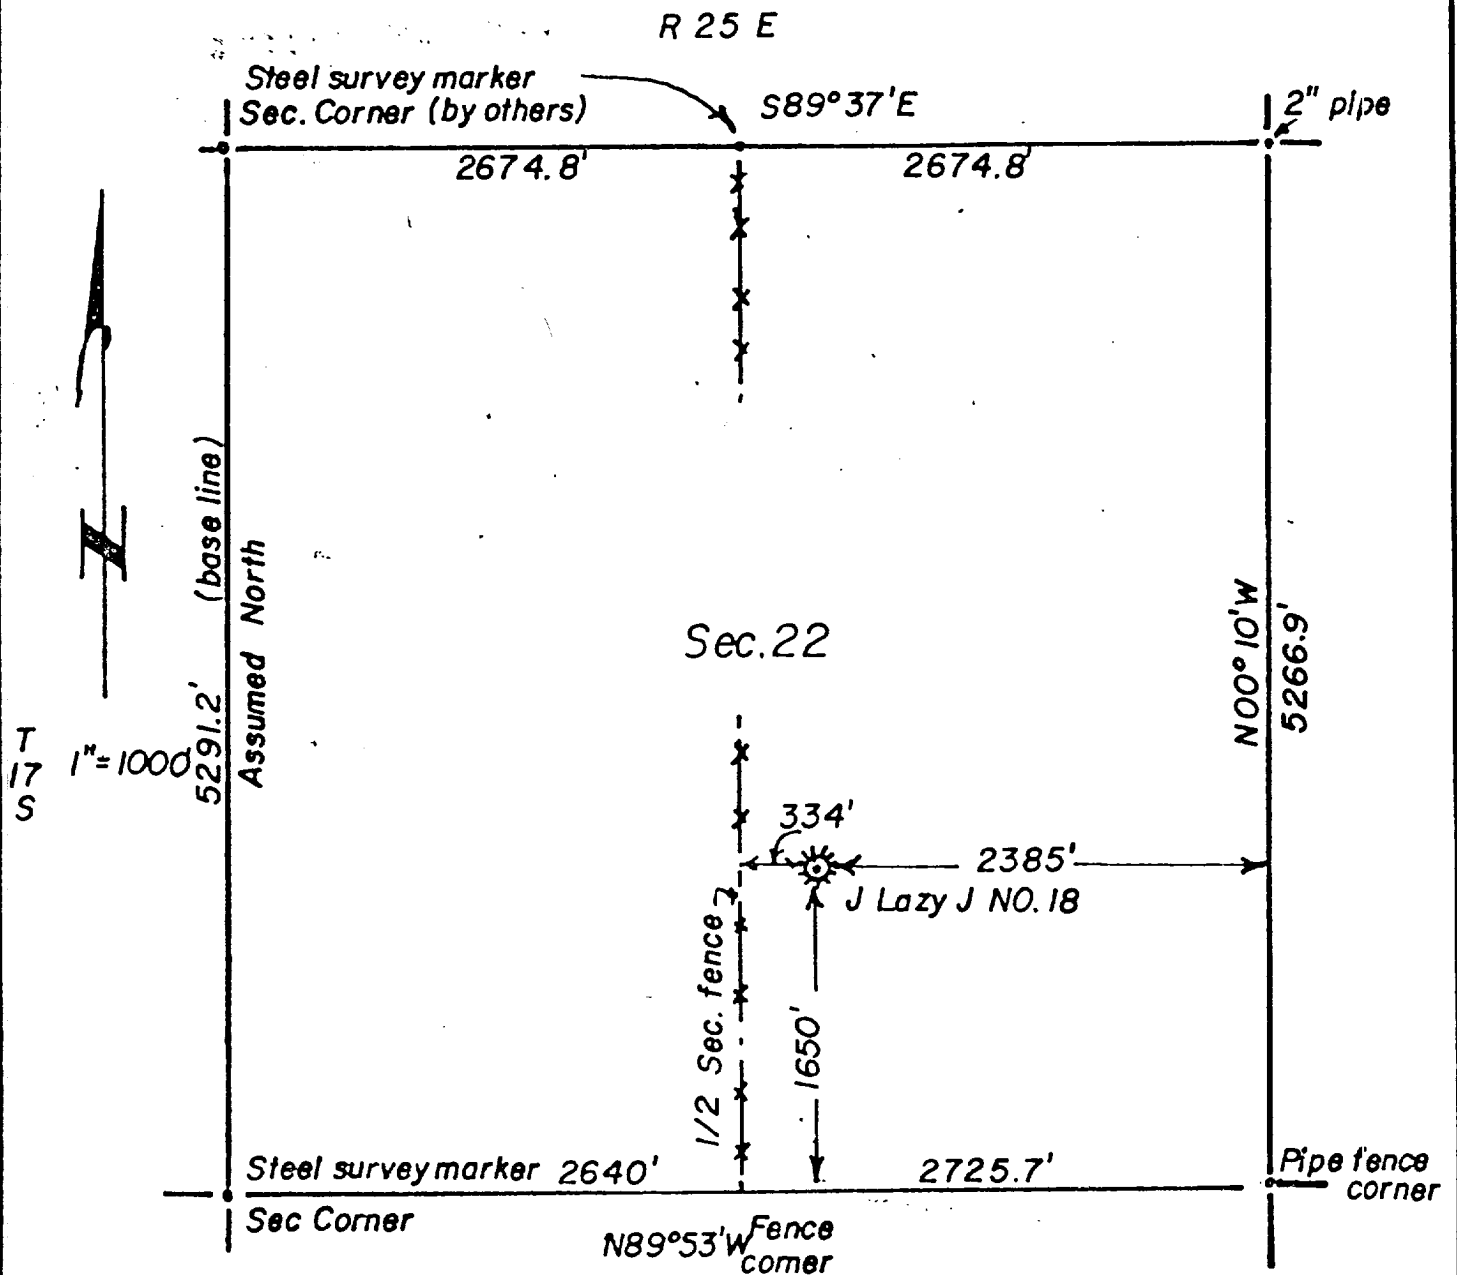 R 25 E
Steel survey marker
Sec. Corner (by others)
S89°37'E
2" pipe
2674.8'
2674.8'
N
(base line)
5291.2'
Assumed North
Sec. 22
N00°10'W
5266.9'
T
17
S
1"=1000'
334'
2385'
J Lazy J NO. 18
1/2 Sec. fence
1650'
Steel survey marker
2640'
2725.7'
Pipe fence
corner
Sec Corner
N89°53'W
Fence
corner